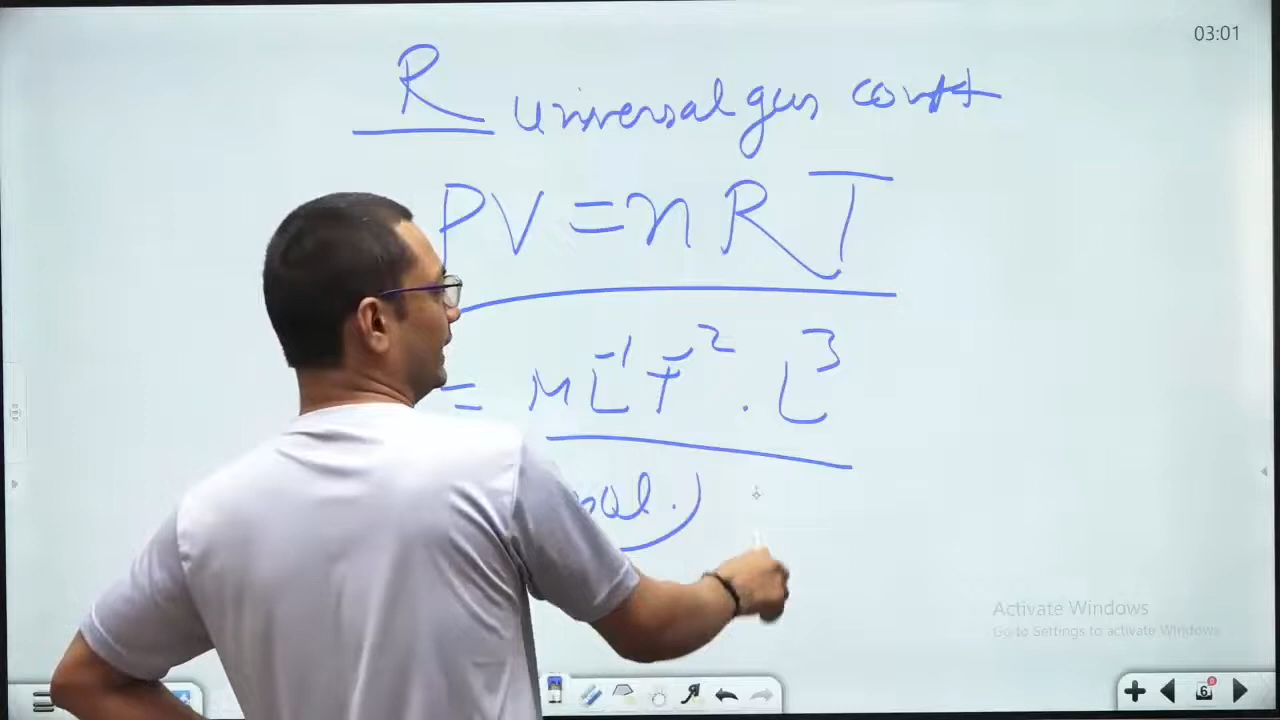 03:01
R universal gas const
PV = nRT
= ML⁻¹T⁻² . L³
Activate Windows
Go to Settings to activate Windows.
6